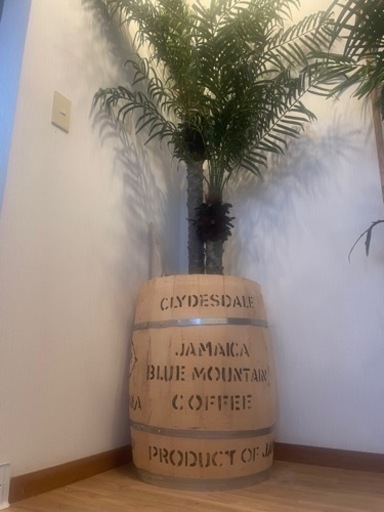 CLYDESDALE
JAMAICA
BLUE MOUNTAIN
COFFEE
PRODUCT OF JA